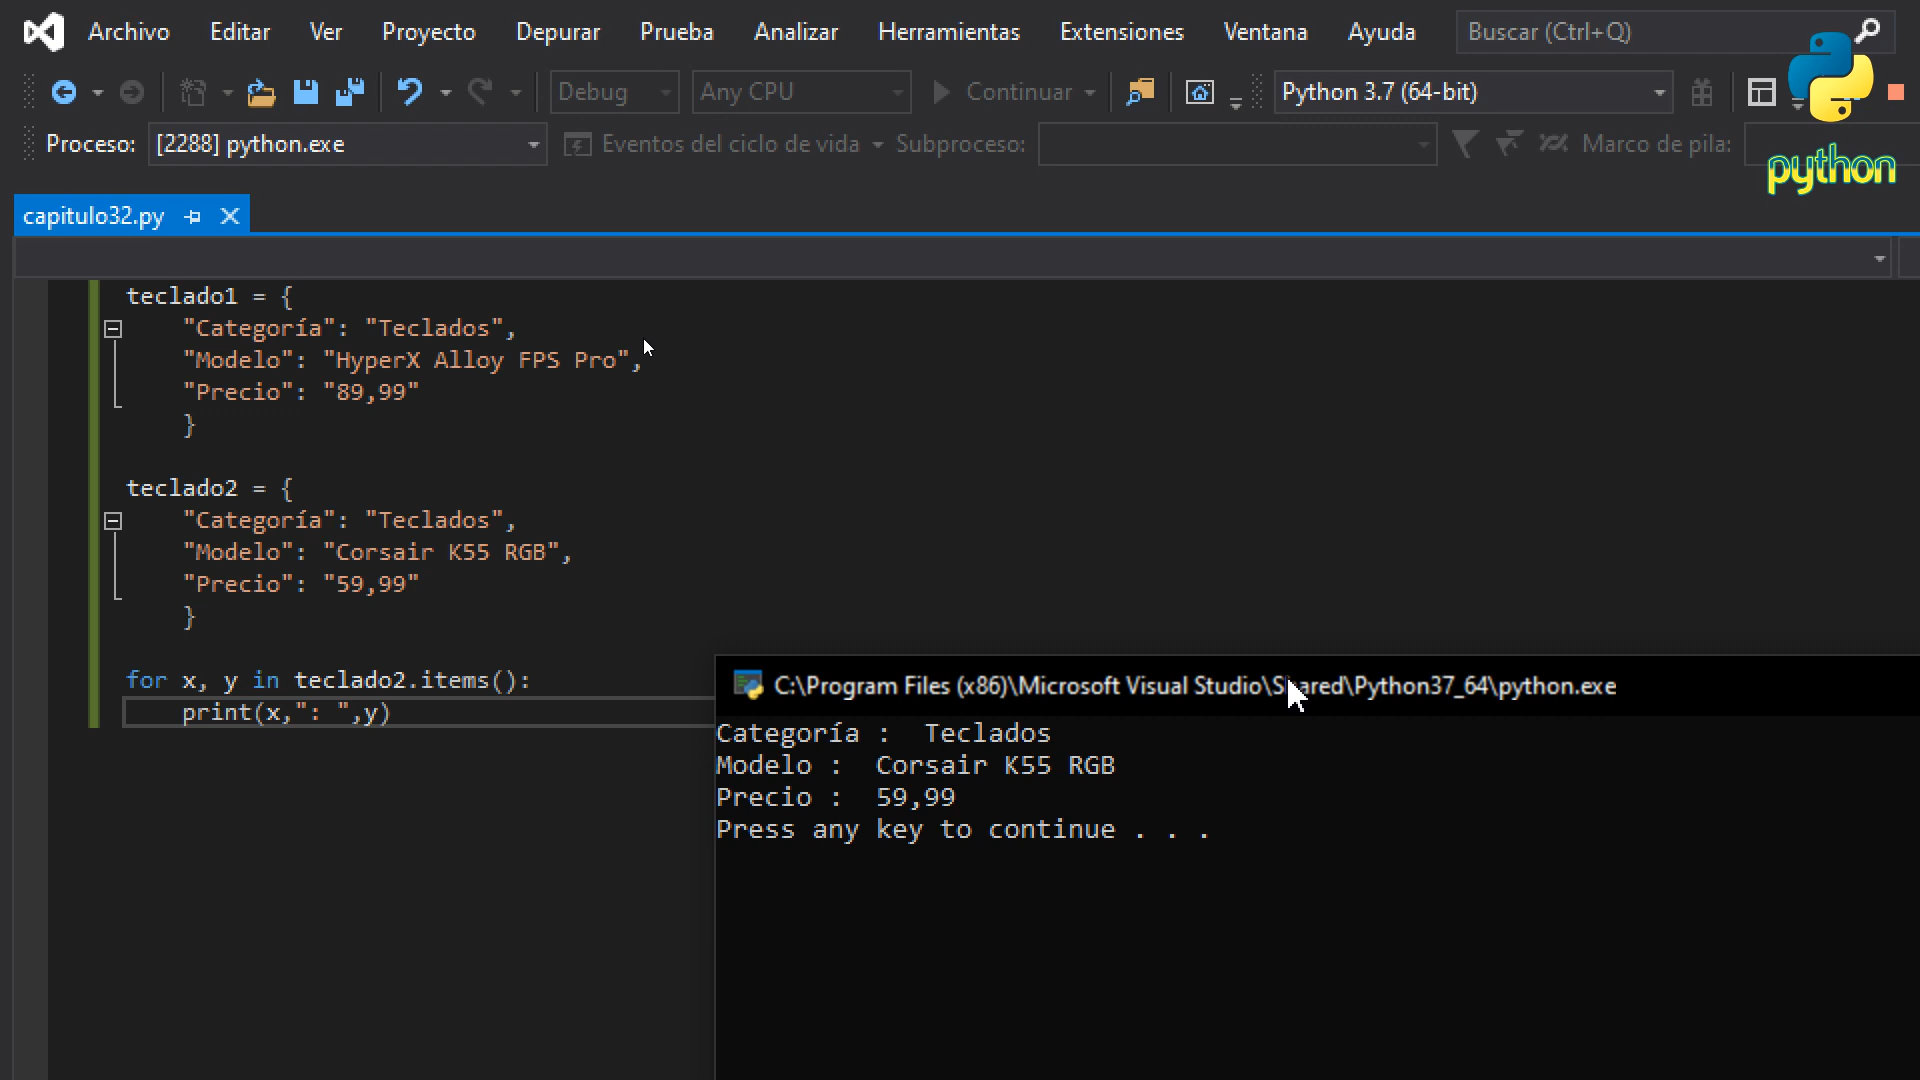 Archivo Editar Ver Proyecto Depurar Prueba Analizar Herramientas Extensiones Ventana Ayuda Buscar (Ctrl+Q)
Debug Any CPU Continuar Python 3.7 (64-bit)
Proceso: [2288] python.exe Eventos del ciclo de vida Subproceso: Marco de pila:
python
capitulo32.py
teclado1 = {
"Categoría": "Teclados",
"Modelo": "HyperX Alloy FPS Pro",
"Precio": "89,99"
}
teclado2 = {
"Categoría": "Teclados",
"Modelo": "Corsair K55 RGB",
"Precio": "59,99"
}
for x, y in teclado2.items():
print(x,": ",y)
C:\Program Files (x86)\Microsoft Visual Studio\Shared\Python37_64\python.exe
Categoría :  Teclados
Modelo :  Corsair K55 RGB
Precio :  59,99
Press any key to continue . . .